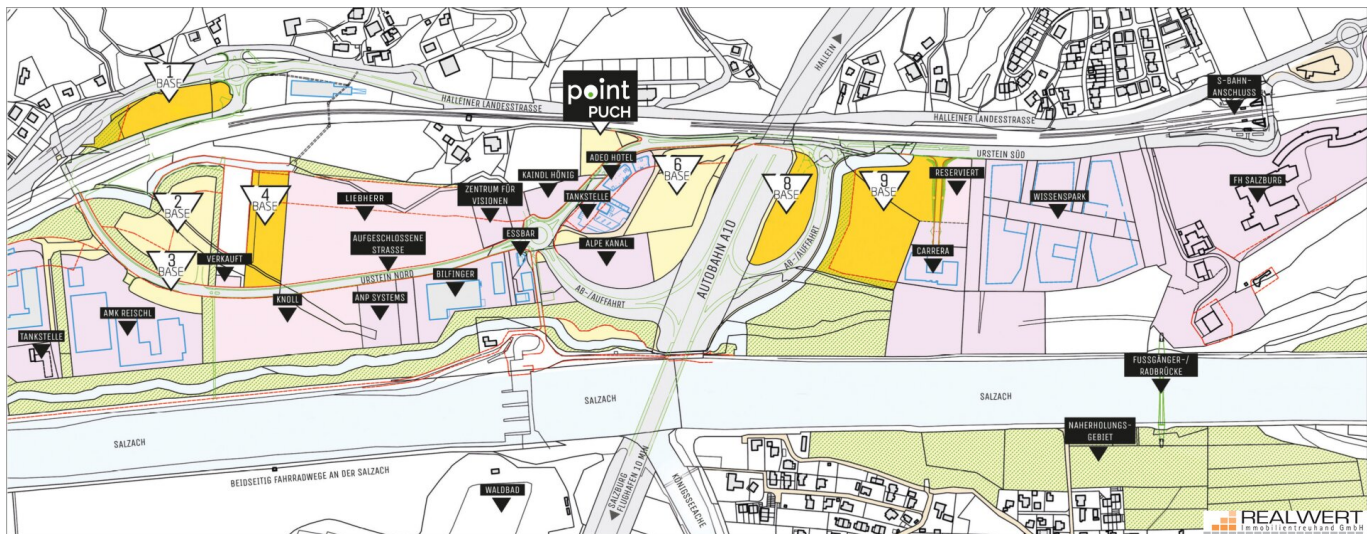 1
BASE
HALLEIN
point
PUCH
HALLEINER LANDESSTRASSE
S-BAHN-
ANSCHLUSS
HALLEINER LANDESSTRASSE
URSTEIN SÜD
2
BASE
4
BASE
LIEBHERR
ZENTRUM FÜR
VISIONEN
KAINDL HÖNIG
ADEO HOTEL
TANKSTELLE
6
BASE
8
BASE
9
BASE
RESERVIERT
WISSENSPARK
FH SALZBURG
3
BASE
VERKAUFT
AUFGESCHLOSSENE
STRASSE
URSTEIN NORD
ESSBAR
ALPE KANAL
AUTOBAHN A10
AB-/AUFFAHRT
CARRERA
AMK REISCHL
TANKSTELLE
KNOLL
ANP SYSTEMS
BILFINGER
AB-/AUFFAHRT
FUSSGÄNGER-/
RADBRÜCKE
SALZACH
SALZACH
SALZACH
NAHERHOLUNGS-
GEBIET
BEIDSEITIG FAHRRADWEGE AN DER SALZACH
WALDBAD
SALZBURG
FLUGHAFEN 10 MIN
KÖNIGSSEEACHE
REALWERT
Immobilientreuhand GmbH